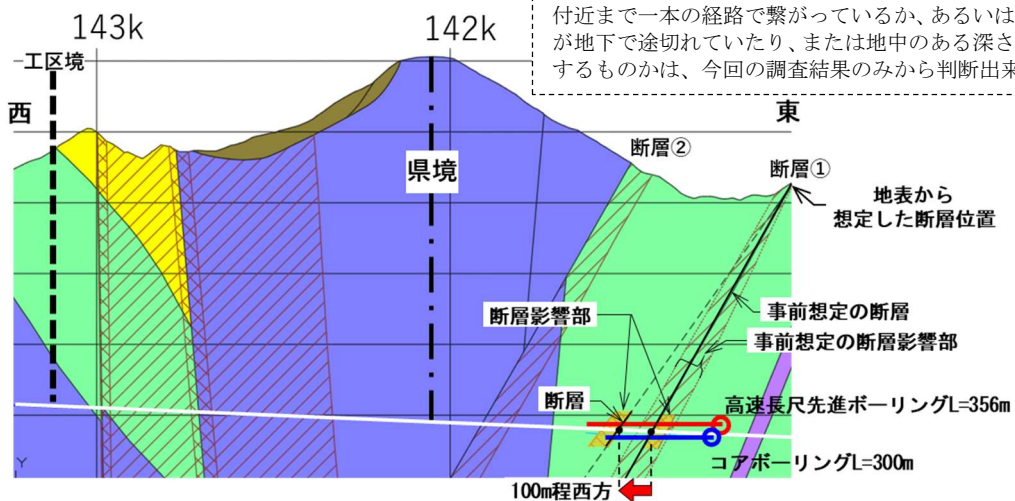 付近まで一本の経路で繋がっているか、あるいは
が地下で途切れていたり、または地中のある深さ
するものかは、今回の調査結果のみから判断出来
143k
142k
工区境
西
東
県境
断層②
断層①
地表から
想定した断層位置
断層影響部
事前想定の断層
事前想定の断層影響部
断層
高速長尺先進ボーリングL=356m
コアボーリングL=300m
100m程西方
Y